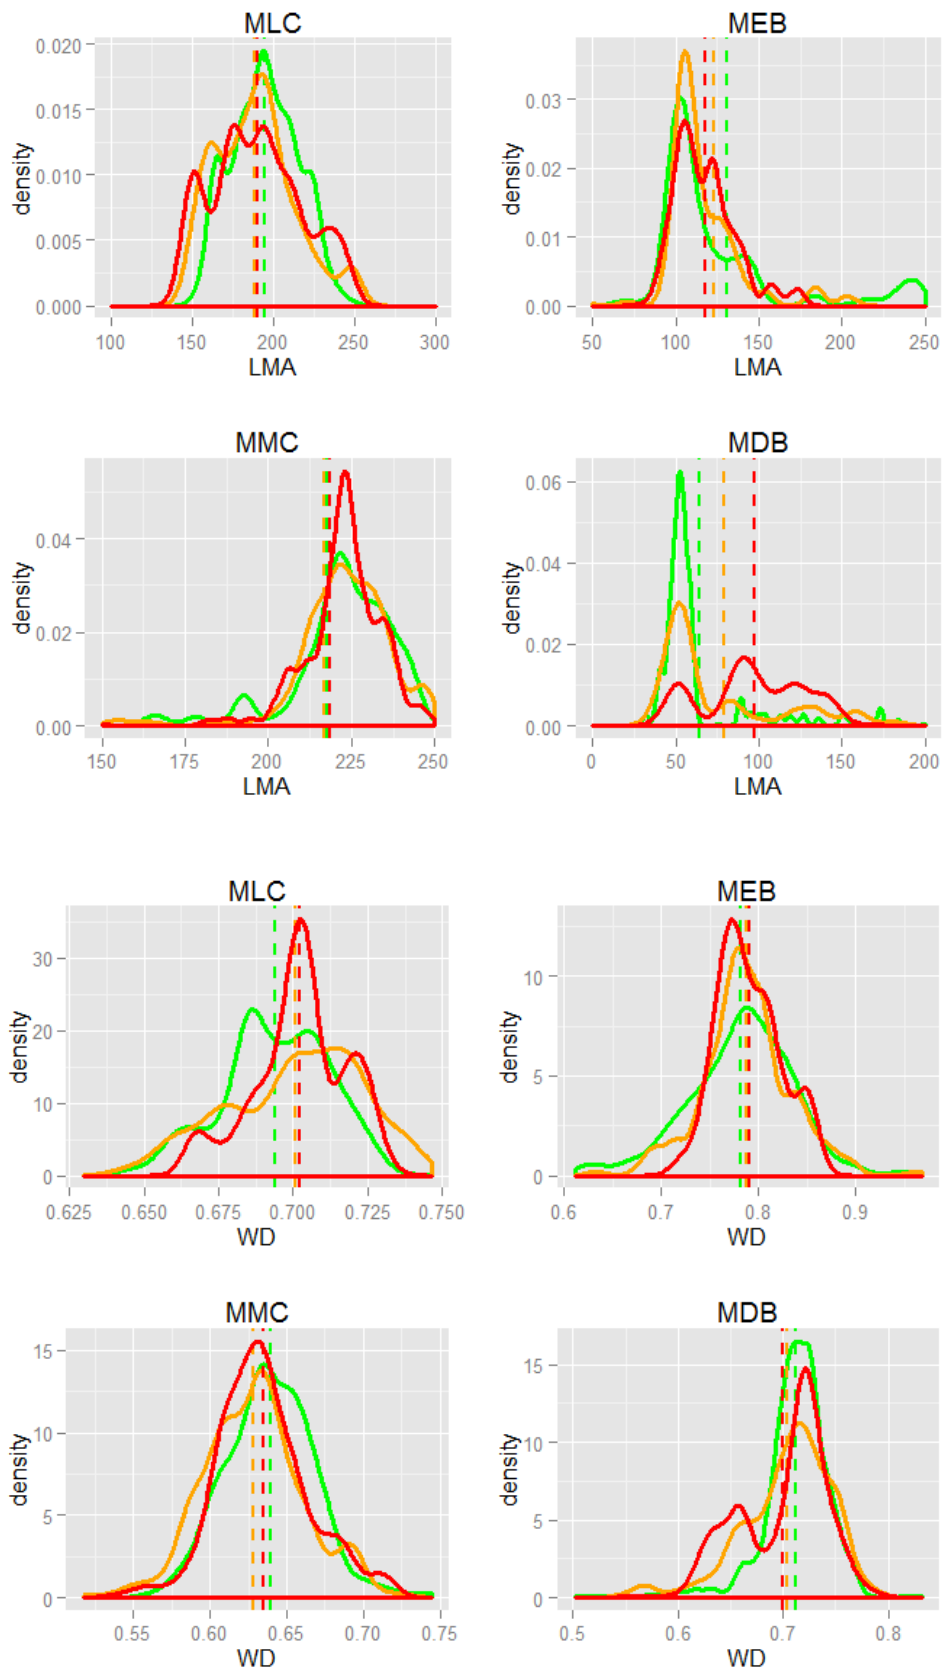 MLC
0.020
0.015
0.010
0.005
0.000
density
100 150 200 250 300
LMA
MEB
0.03
0.02
0.01
0.00
density
50 100 150 200 250
LMA
MMC
0.04
0.02
0.00
density
150 175 200 225 250
LMA
MDB
0.06
0.04
0.02
0.00
density
0 50 100 150 200
LMA
MLC
30
20
10
0
density
0.625 0.650 0.675 0.700 0.725 0.750
WD
MEB
10
5
0
density
0.6 0.7 0.8 0.9
WD
MMC
15
10
5
0
density
0.55 0.60 0.65 0.70 0.75
WD
MDB
15
10
5
0
density
0.5 0.6 0.7 0.8
WD